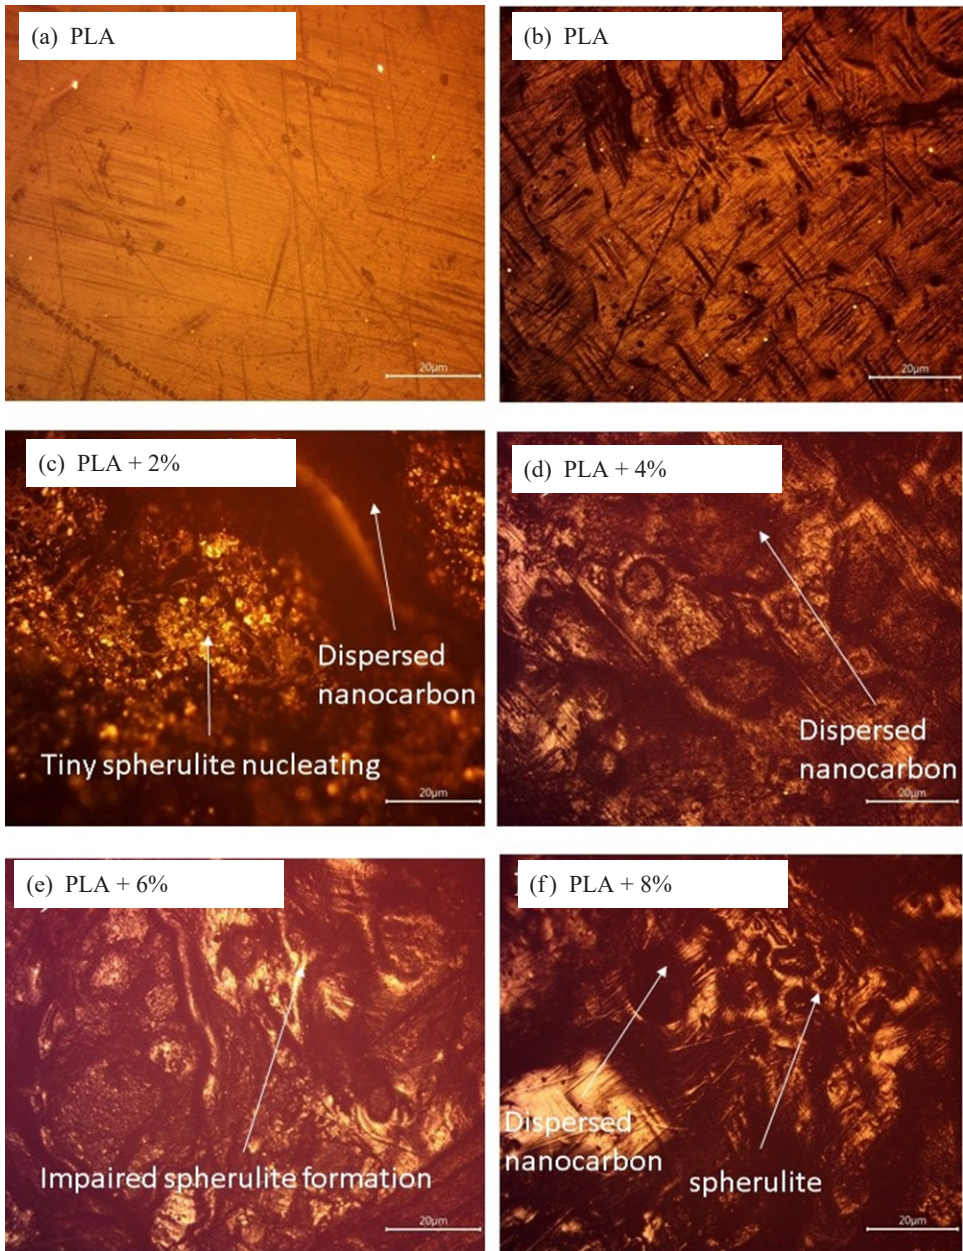 (a) PLA
(b) PLA
20μm
20μm
(c) PLA + 2%
(d) PLA + 4%
Dispersed
nanocarbon
Tiny spherulite nucleating
20μm
Dispersed
nanocarbon
20μm
(e) PLA + 6%
(f) PLA + 8%
Impaired spherulite formation
20μm
Dispersed
nanocarbon
spherulite
20μm